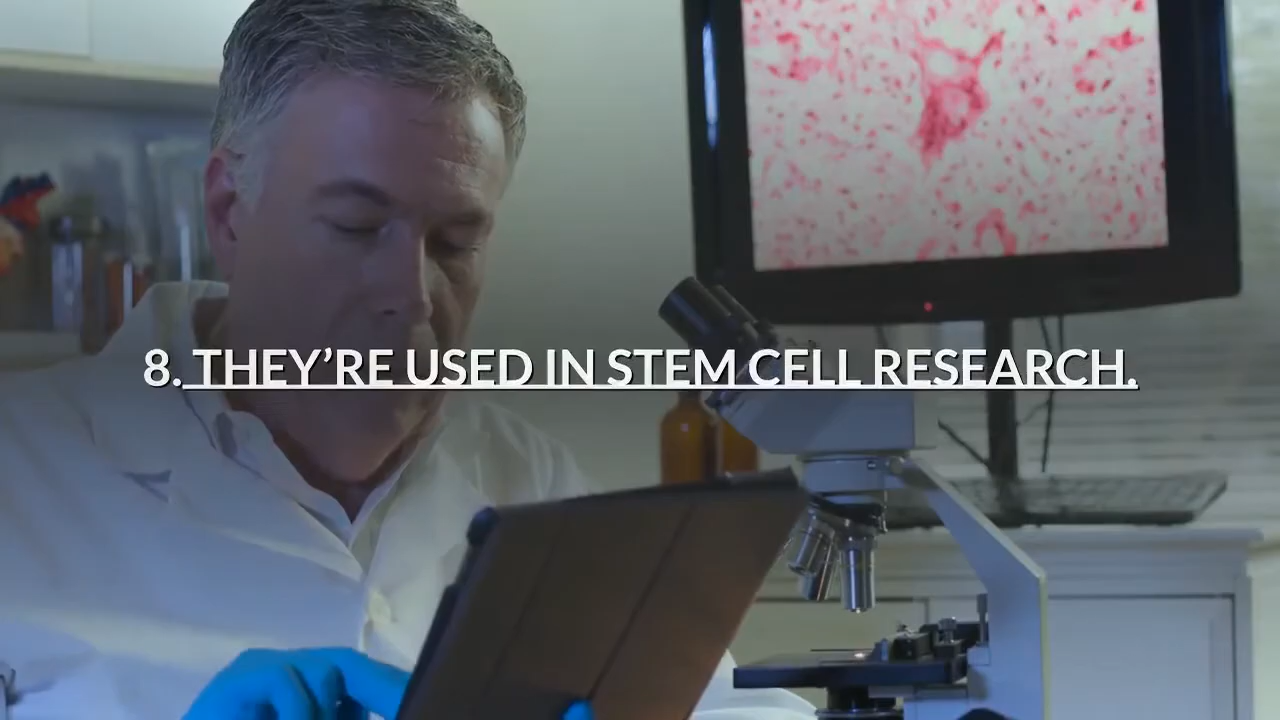 8. THEY’RE USED IN STEM CELL RESEARCH.